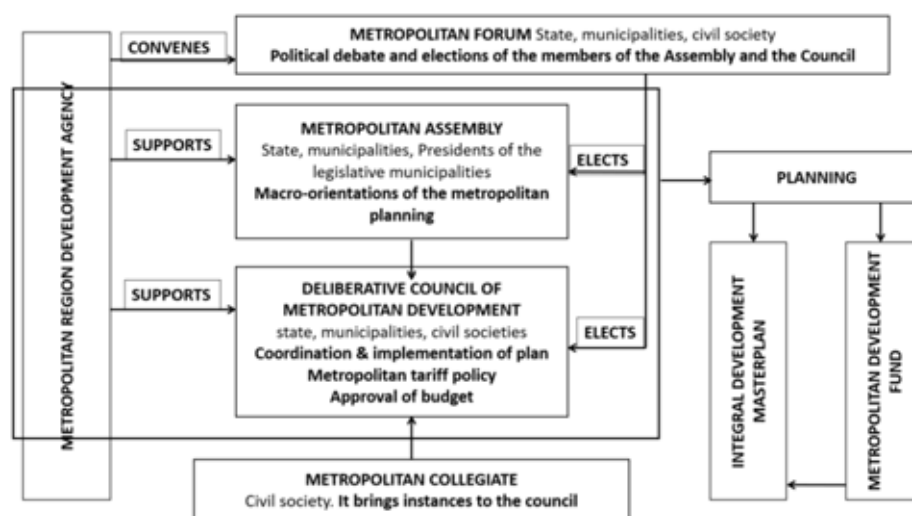 METROPOLITAN REGION DEVELOPMENT AGENCY
CONVENES
METROPOLITAN FORUM State, municipalities, civil society
Political debate and elections of the members of the Assembly and the Council
SUPPORTS
METROPOLITAN ASSEMBLY
State, municipalities, Presidents of the
legislative municipalities
Macro-orientations of the metropolitan
planning
ELECTS
SUPPORTS
DELIBERATIVE COUNCIL OF
METROPOLITAN DEVELOPMENT
state, municipalities, civil societies
Coordination & implementation of plan
Metropolitan tariff policy
Approval of budget
ELECTS
METROPOLITAN COLLEGIATE
Civil society. It brings instances to the council
PLANNING
INTEGRAL DEVELOPMENT
MASTERPLAN
METROPOLITAN DEVELOPMENT
FUND